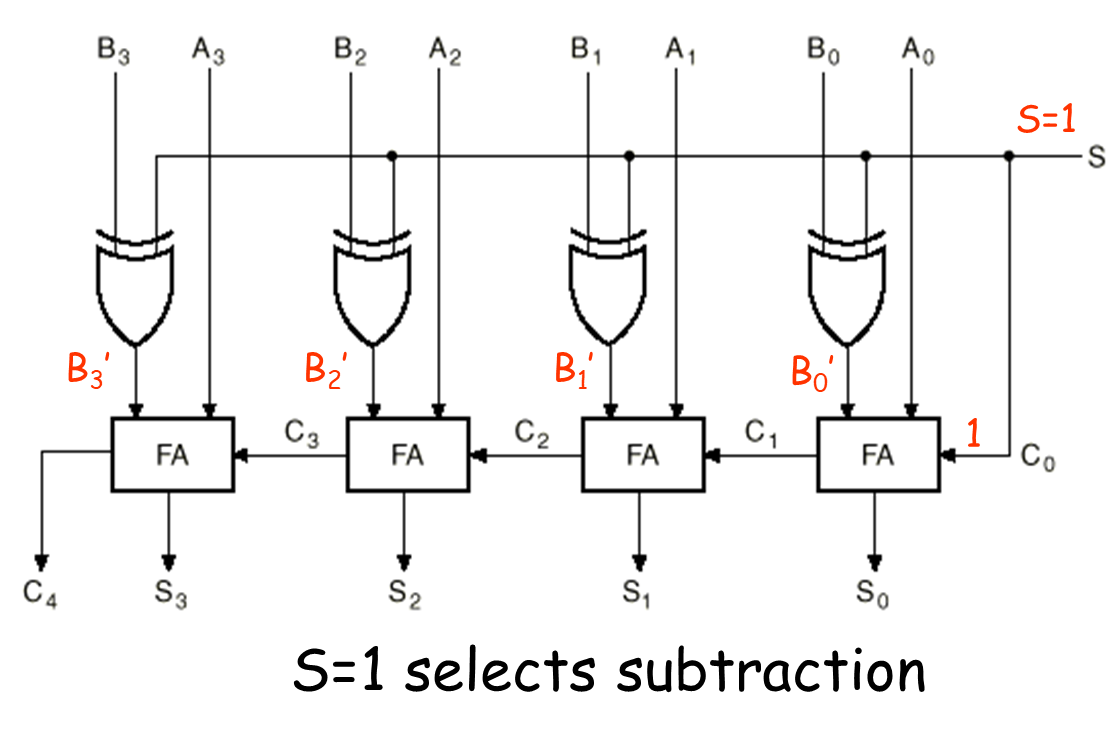 B₃ A₃ B₂ A₂ B₁ A₁ B₀ A₀
S=1
S
B₃' B₂' B₁' B₀'
FA C₃ FA C₂ FA C₁ FA 1 C₀
C₄ S₃ S₂ S₁ S₀
S=1 selects subtraction